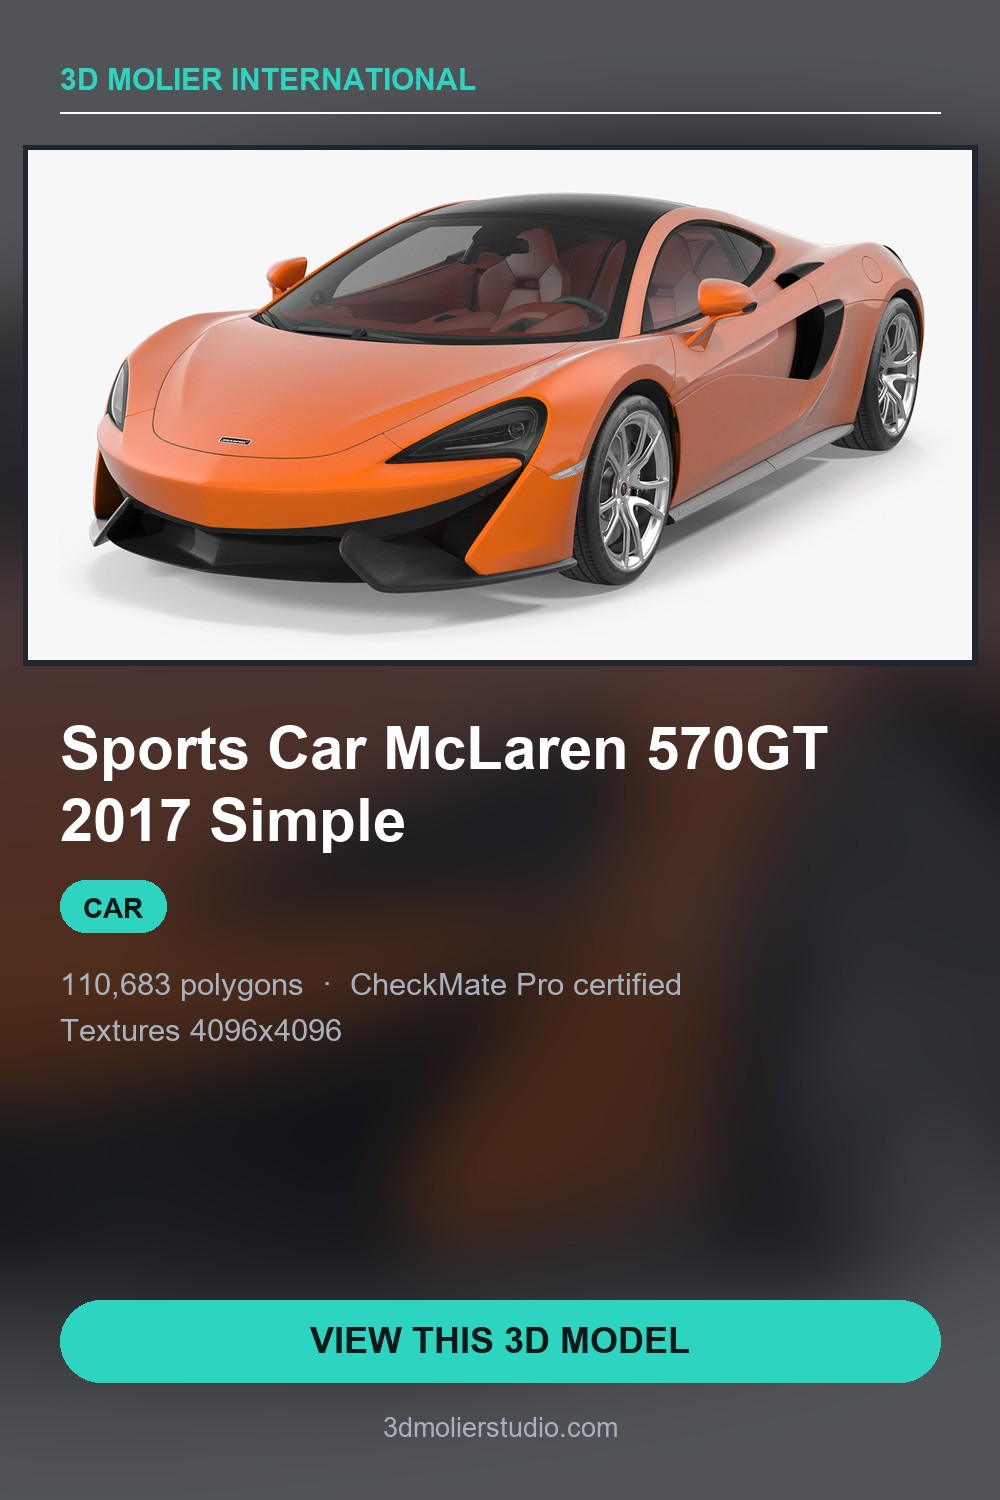 3D MOLIER INTERNATIONAL
Sports Car McLaren 570GT
2017 Simple
CAR
110,683 polygons · CheckMate Pro certified
Textures 4096x4096
VIEW THIS 3D MODEL
3dmolierstudio.com